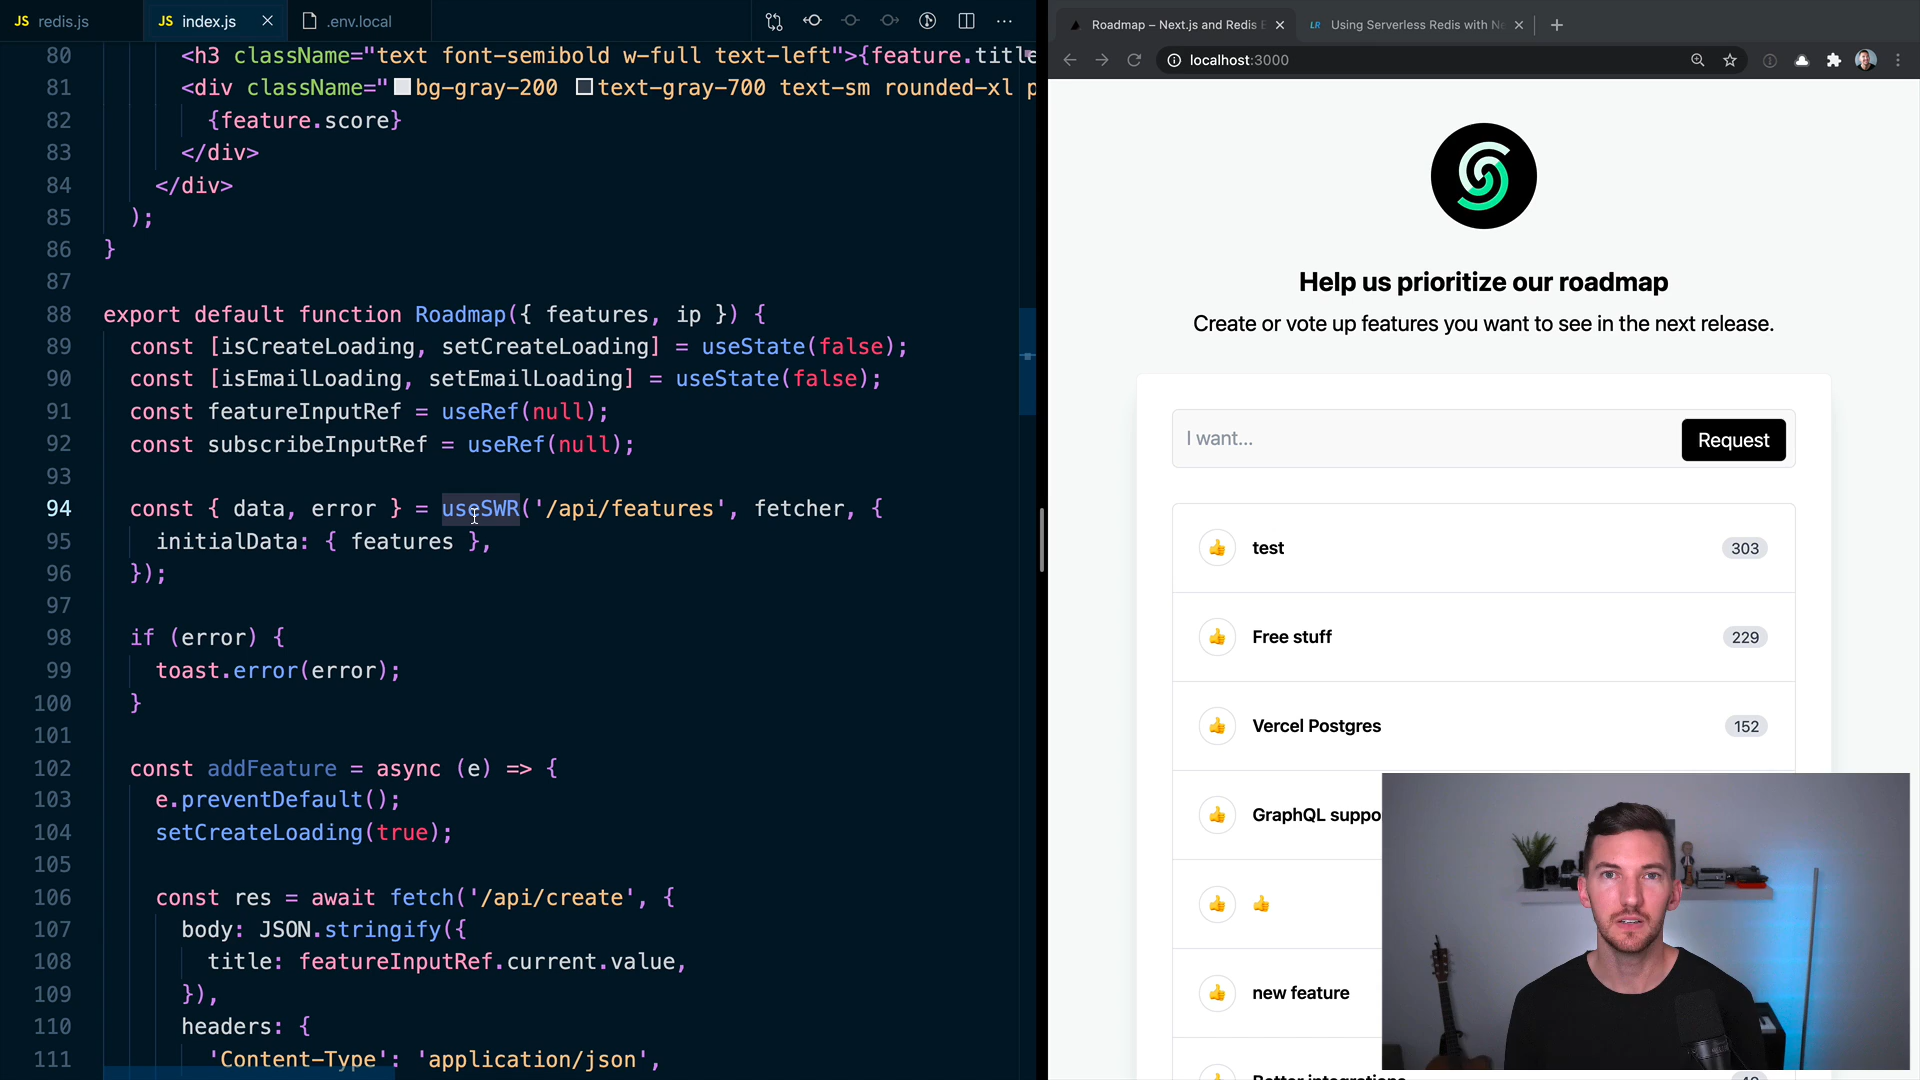 JS redis.js
JS index.js
.env.local
80 <h3 className="text font-semibold w-full text-left">{feature.title
81 <div className="bg-gray-200 text-gray-700 text-sm rounded-xl p
82 {feature.score}
83 </div>
84 </div>
85 );
86 }
87
88 export default function Roadmap({ features, ip }) {
89 const [isCreateLoading, setCreateLoading] = useState(false);
90 const [isEmailLoading, setEmailLoading] = useState(false);
91 const featureInputRef = useRef(null);
92 const subscribeInputRef = useRef(null);
93
94 const { data, error } = useSWR('/api/features', fetcher, {
95 initialData: { features },
96 });
97
98 if (error) {
99 toast.error(error);
100 }
101
102 const addFeature = async (e) => {
103 e.preventDefault();
104 setCreateLoading(true);
105
106 const res = await fetch('/api/create', {
107 body: JSON.stringify({
108 title: featureInputRef.current.value,
109 }),
110 headers: {
111 'Content-Type': 'application/json',
Roadmap – Next.js and Redis E
LR Using Serverless Redis with Ne
localhost:3000
Help us prioritize our roadmap
Create or vote up features you want to see in the next release.
I want...
Request
test 303
Free stuff 229
Vercel Postgres 152
GraphQL suppo
👍
new feature
Better integrations